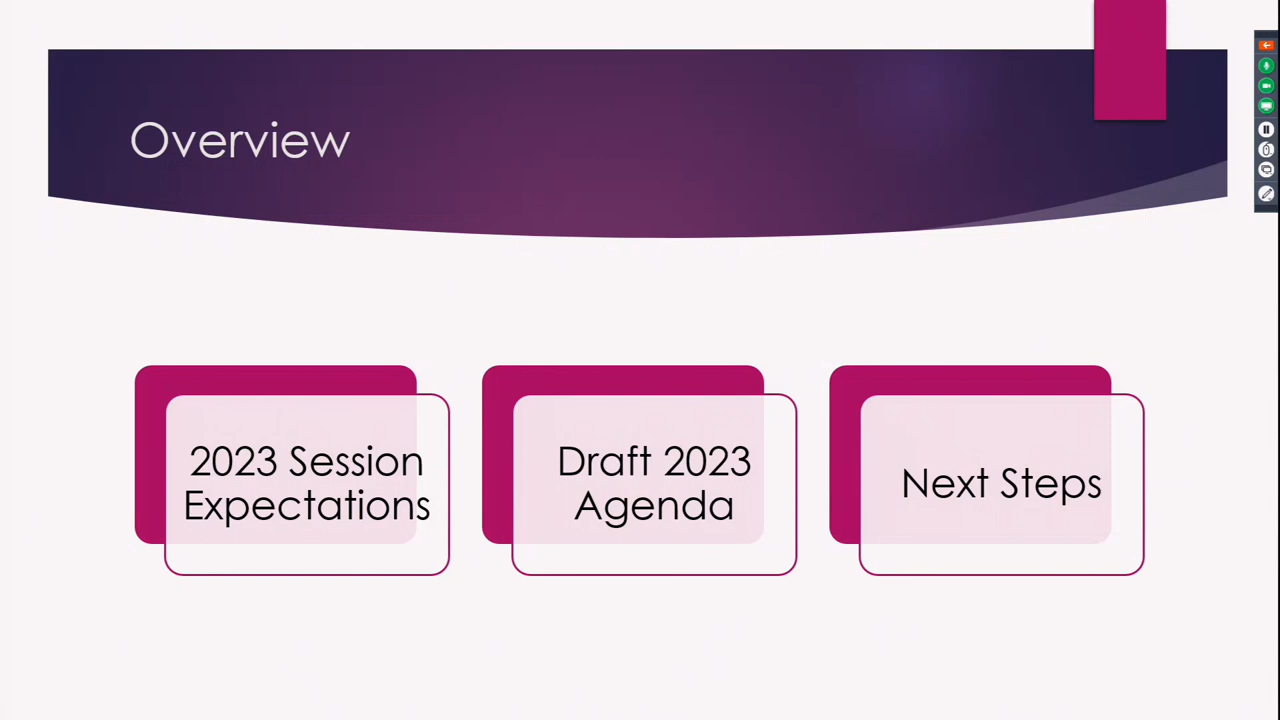 Overview
2023 Session
Expectations
Draft 2023
Agenda
Next Steps